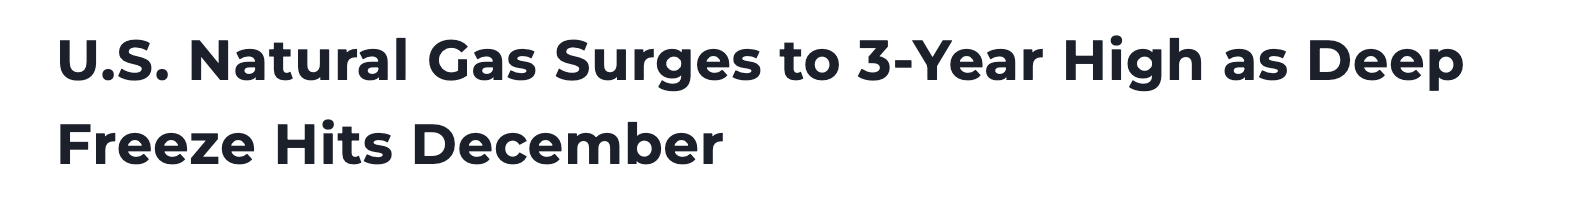 U.S. Natural Gas Surges to 3-Year High as Deep
Freeze Hits December